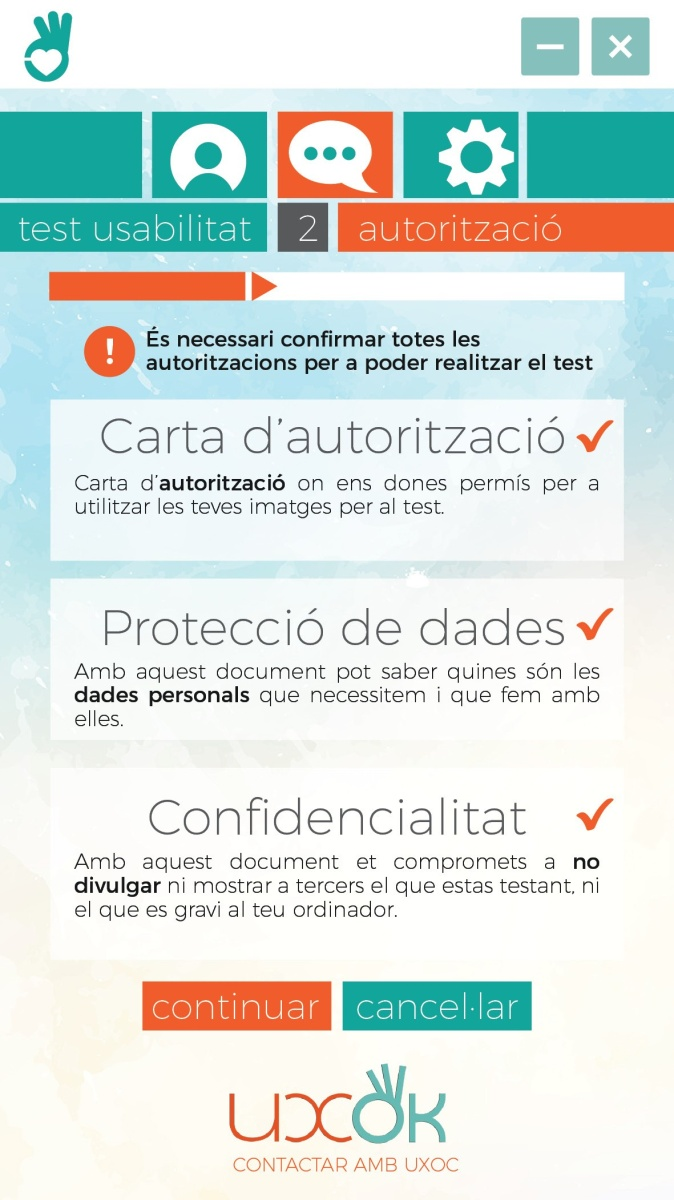 test usabilitat 2 autorització
!
És necessari confirmar totes les
autoritzacions per a poder realitzar el test
Carta d’autorització
Carta d’autorització on ens dones permís per a
utilitzar les teves imatges per al test.
Protecció de dades
Amb aquest document pot saber quines són les
dades personals que necessitem i que fem amb
elles.
Confidencialitat
Amb aquest document et compromets a no
divulgar ni mostrar a tercers el que estas testant, ni
el que es gravi al teu ordinador.
continuar cancel·lar
UXOK
CONTACTAR AMB UXOC